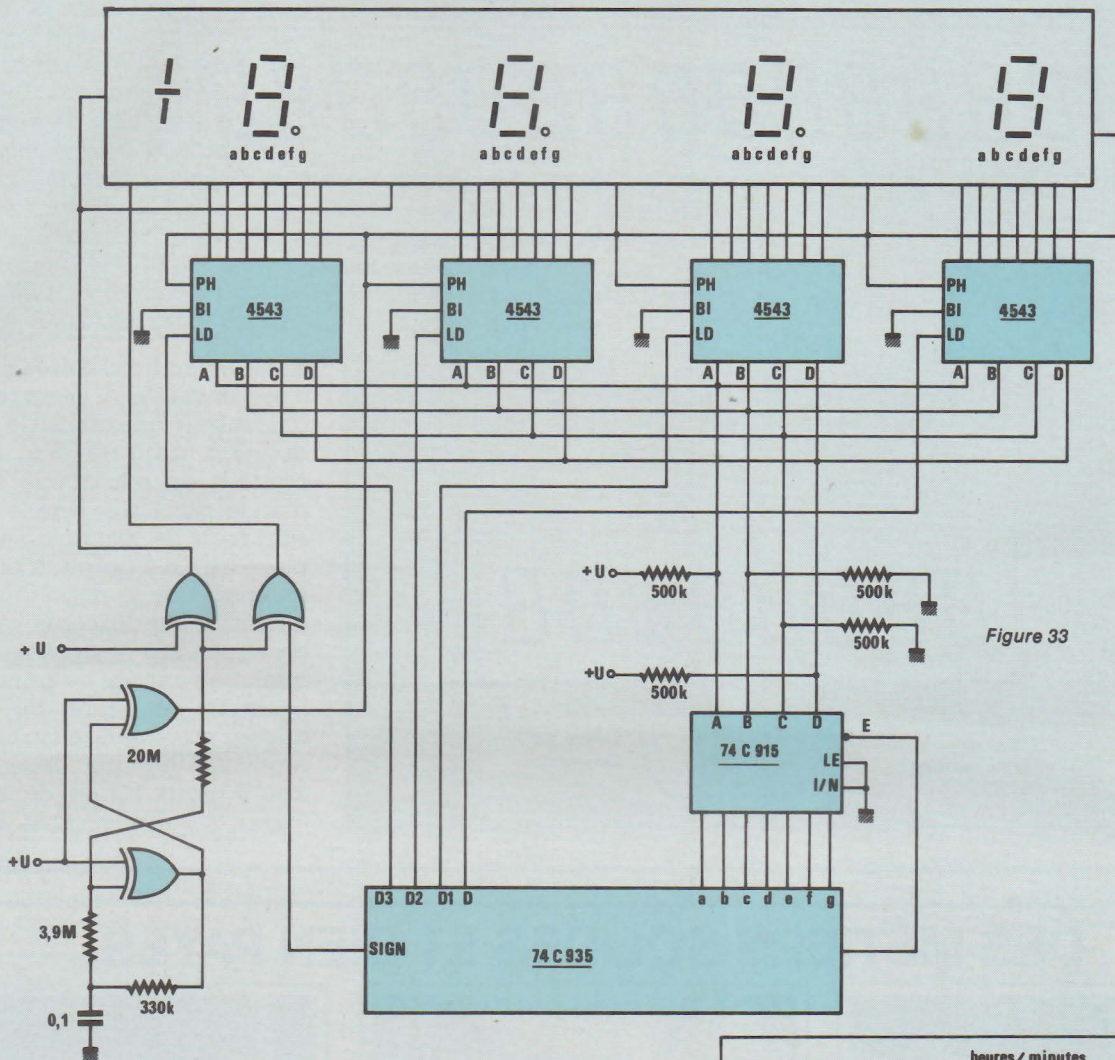 abcdefg
abcdefg
abcdefg
abcdefg
PH
BI
LD
4543
A B C D
PH
BI
LD
4543
A B C D
PH
BI
LD
4543
A B C D
PH
BI
LD
4543
A B C D
+U
500k
500k
500k
+U
500k
Figure 33
+U
20M
+U
3,9M
330k
0,1
A B C D
E
74 C 915
LE
I/N
D3 D2 D1 D
a b c d e f g
SIGN
74 C 935
heures / minutes